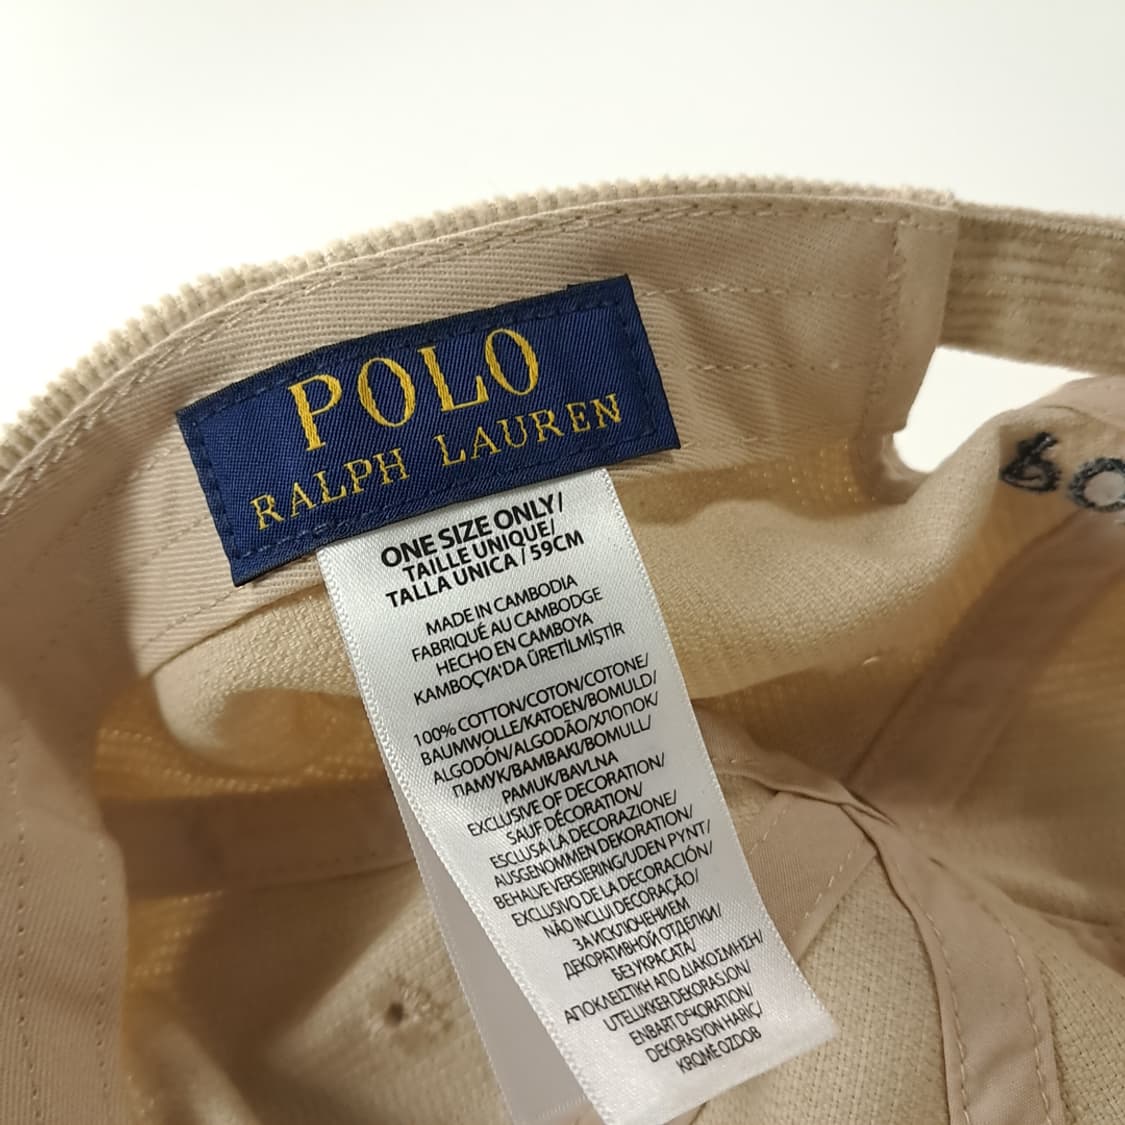 POLO
RALPH LAUREN
ONE SIZE ONLY/
TAILLE UNIQUE/
TALLA UNICA / 59CM
MADE IN CAMBODIA
FABRIQUÉ AU CAMBODGE
HECHO EN CAMBOYA
KAMBOÇYA'DA ÜRETİLMİŞTİR
100% COTTON/COTON/COTONE/
BAUMWOLLE/KATOEN/BOMULD/
ALGODÓN/ALGODÃO/ХЛОПОК/
ПАМУК/ΒΑΜΒΑΚΙ/BOMULL/
PAMUK/BAVLNA
EXCLUSIVE OF DECORATION/
SAUF DÉCORATION/
ESCLUSA LA DECORAZIONE/
AUSGENOMMEN DEKORATION/
BEHALVE VERSIERING/UDEN PYNT/
EXCLUSIVO DE LA DECORACIÓN/
NÃO INCLUI DECORAÇÃO/
ЗА ИСКЛЮЧЕНИЕМ
ДЕКОРАТИВНОЙ ОТДЕЛКИ/
БЕЗ УКРАСАТА/
ΑΠΟΚΛΕΙΣΤΙΚΗ ΑΠΟ ΔΙΑΚΟΣΜΗΣΗ/
UTELUKKER DEKORASJON/
ENBART DEKORATION/
DEKORASYON HARİÇ/
KROMĚ OZDOB